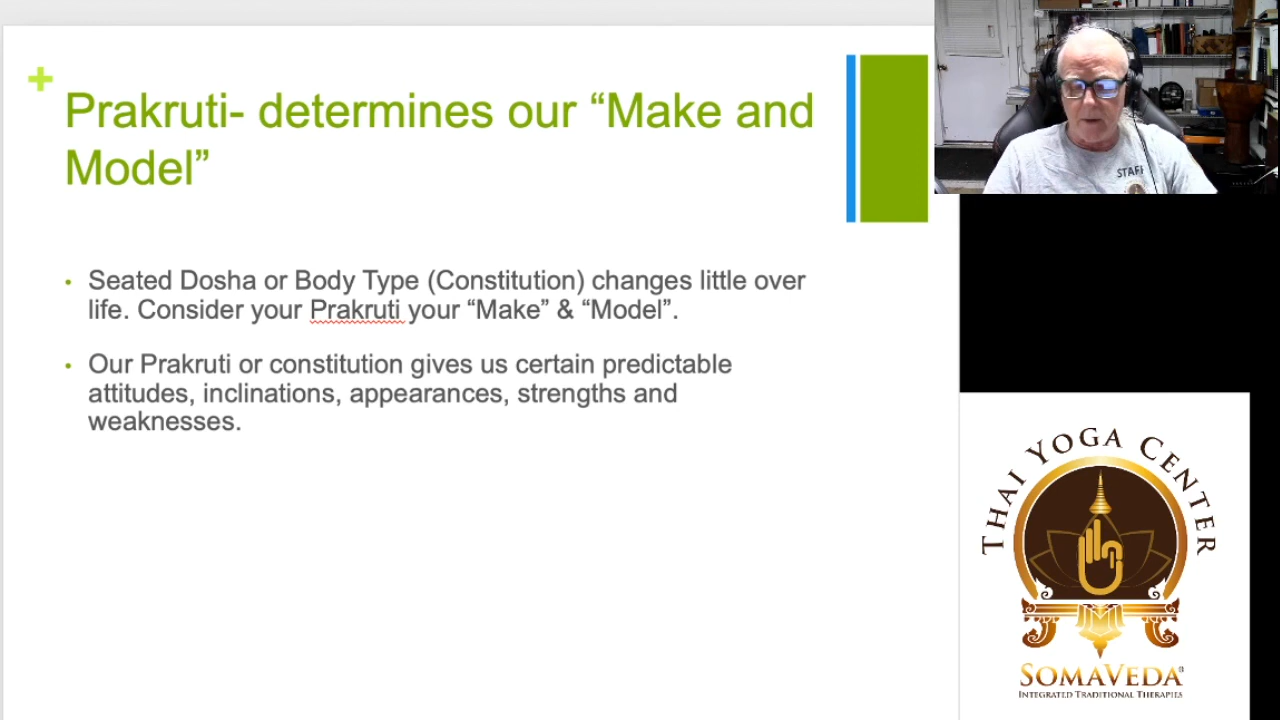 +
Prakruti- determines our “Make and
Model”
• Seated Dosha or Body Type (Constitution) changes little over
life. Consider your Prakruti your “Make” & “Model”.
• Our Prakruti or constitution gives us certain predictable
attitudes, inclinations, appearances, strengths and
weaknesses.
STAFF
THAI YOGA CENTER
SOMAVEDA®
INTEGRATED TRADITIONAL THERAPIES